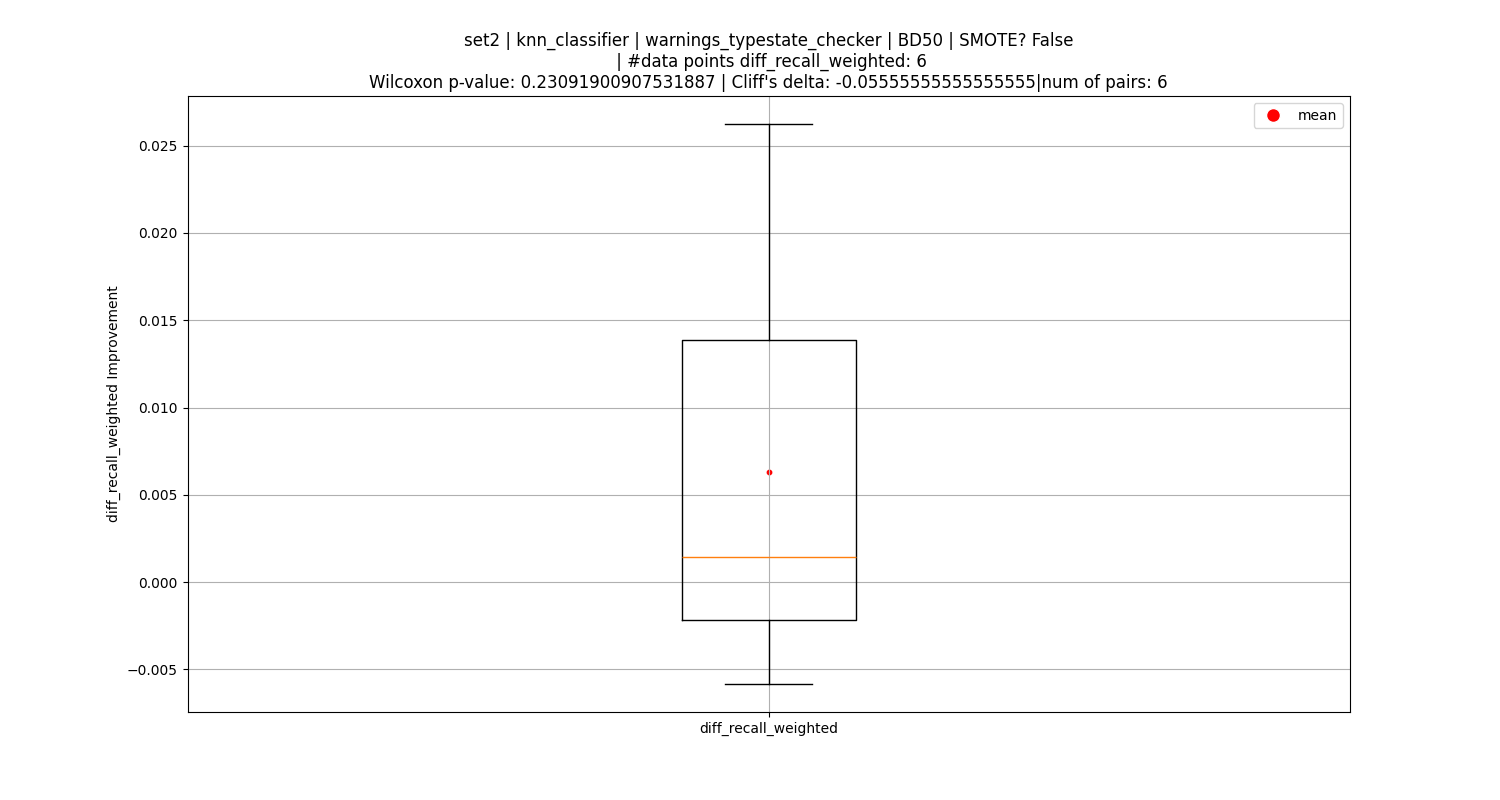 set2 | knn_classifier | warnings_typestate_checker | BD50 | SMOTE? False
| #data points diff_recall_weighted: 6
Wilcoxon p-value: 0.23091900907531887 | Cliff's delta: -0.05555555555555555|num of pairs: 6
mean
0.025
0.020
0.015
0.010
0.005
0.000
−0.005
diff_recall_weighted Improvement
diff_recall_weighted